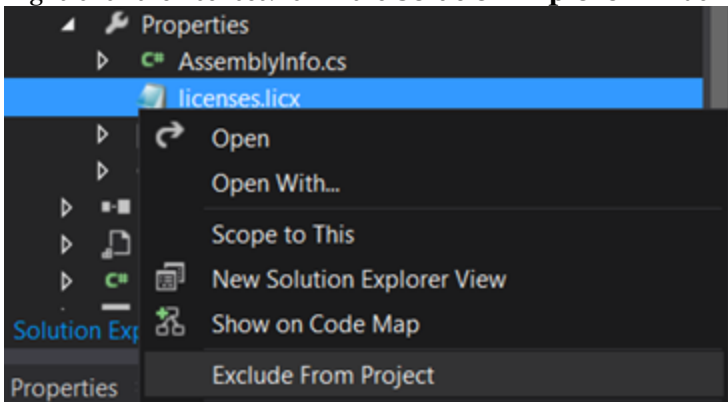 Properties
C# AssemblyInfo.cs
licenses.licx
Open
Open With...
Scope to This
C# New Solution Explorer View
Show on Code Map
Solution Exp
Exclude From Project
Properties